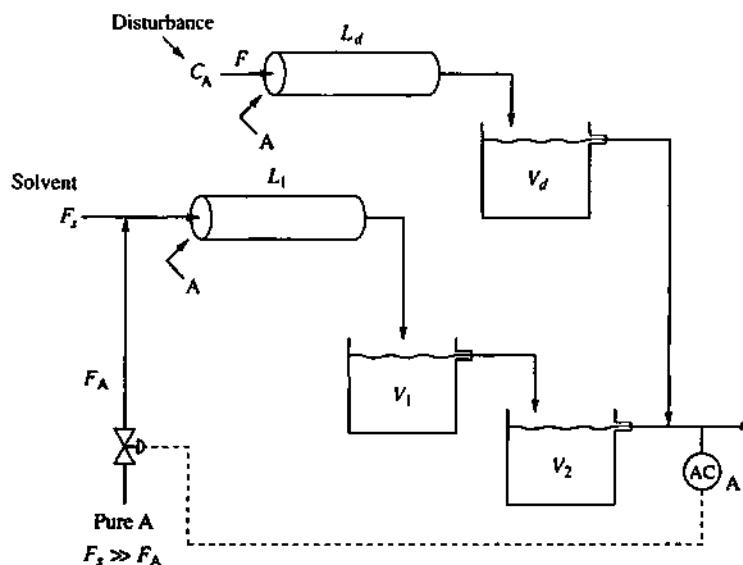 Disturbance
C_A
F
L_d
A
V_d
Solvent
F_s
L_1
A
F_A
V_1
V_2
AC
A
Pure A
F_s ≫ F_A